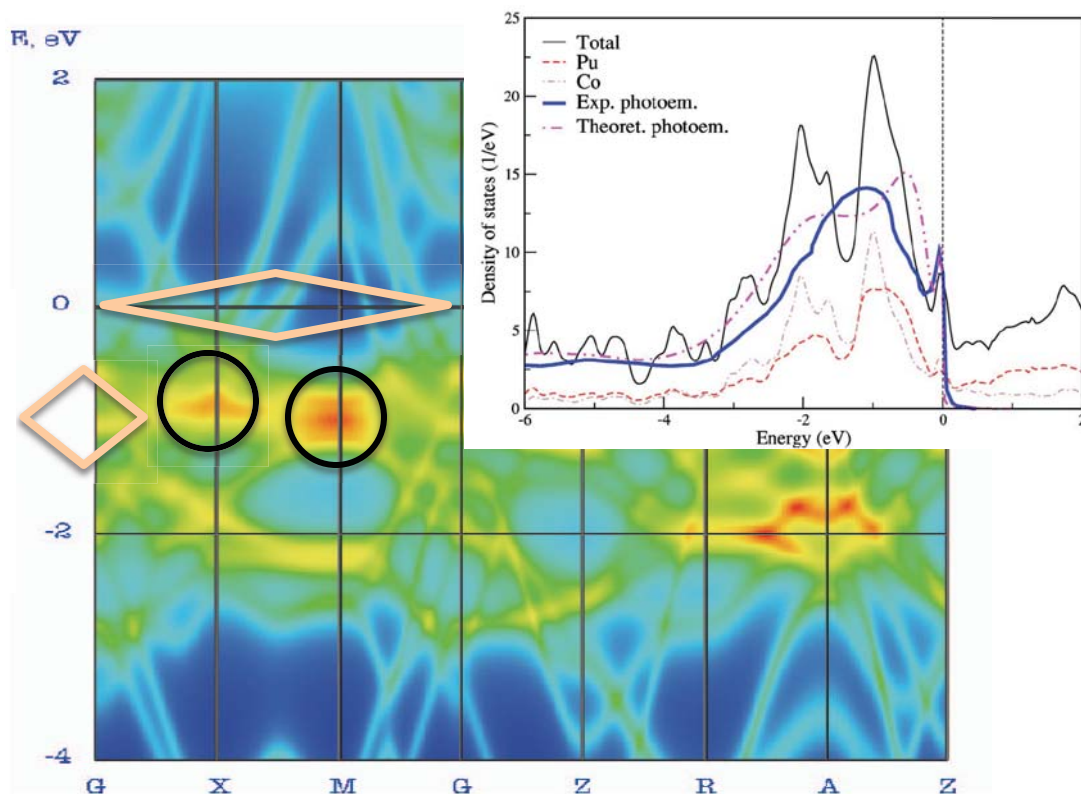 E, eV
2
0
-2
-4
G X M G Z R A Z
25
20
15
10
5
0
Density of states (1/eV)
Total
Pu
Co
Exp. photoem.
Theoret. photoem.
-6 -4 -2 0 2
Energy (eV)